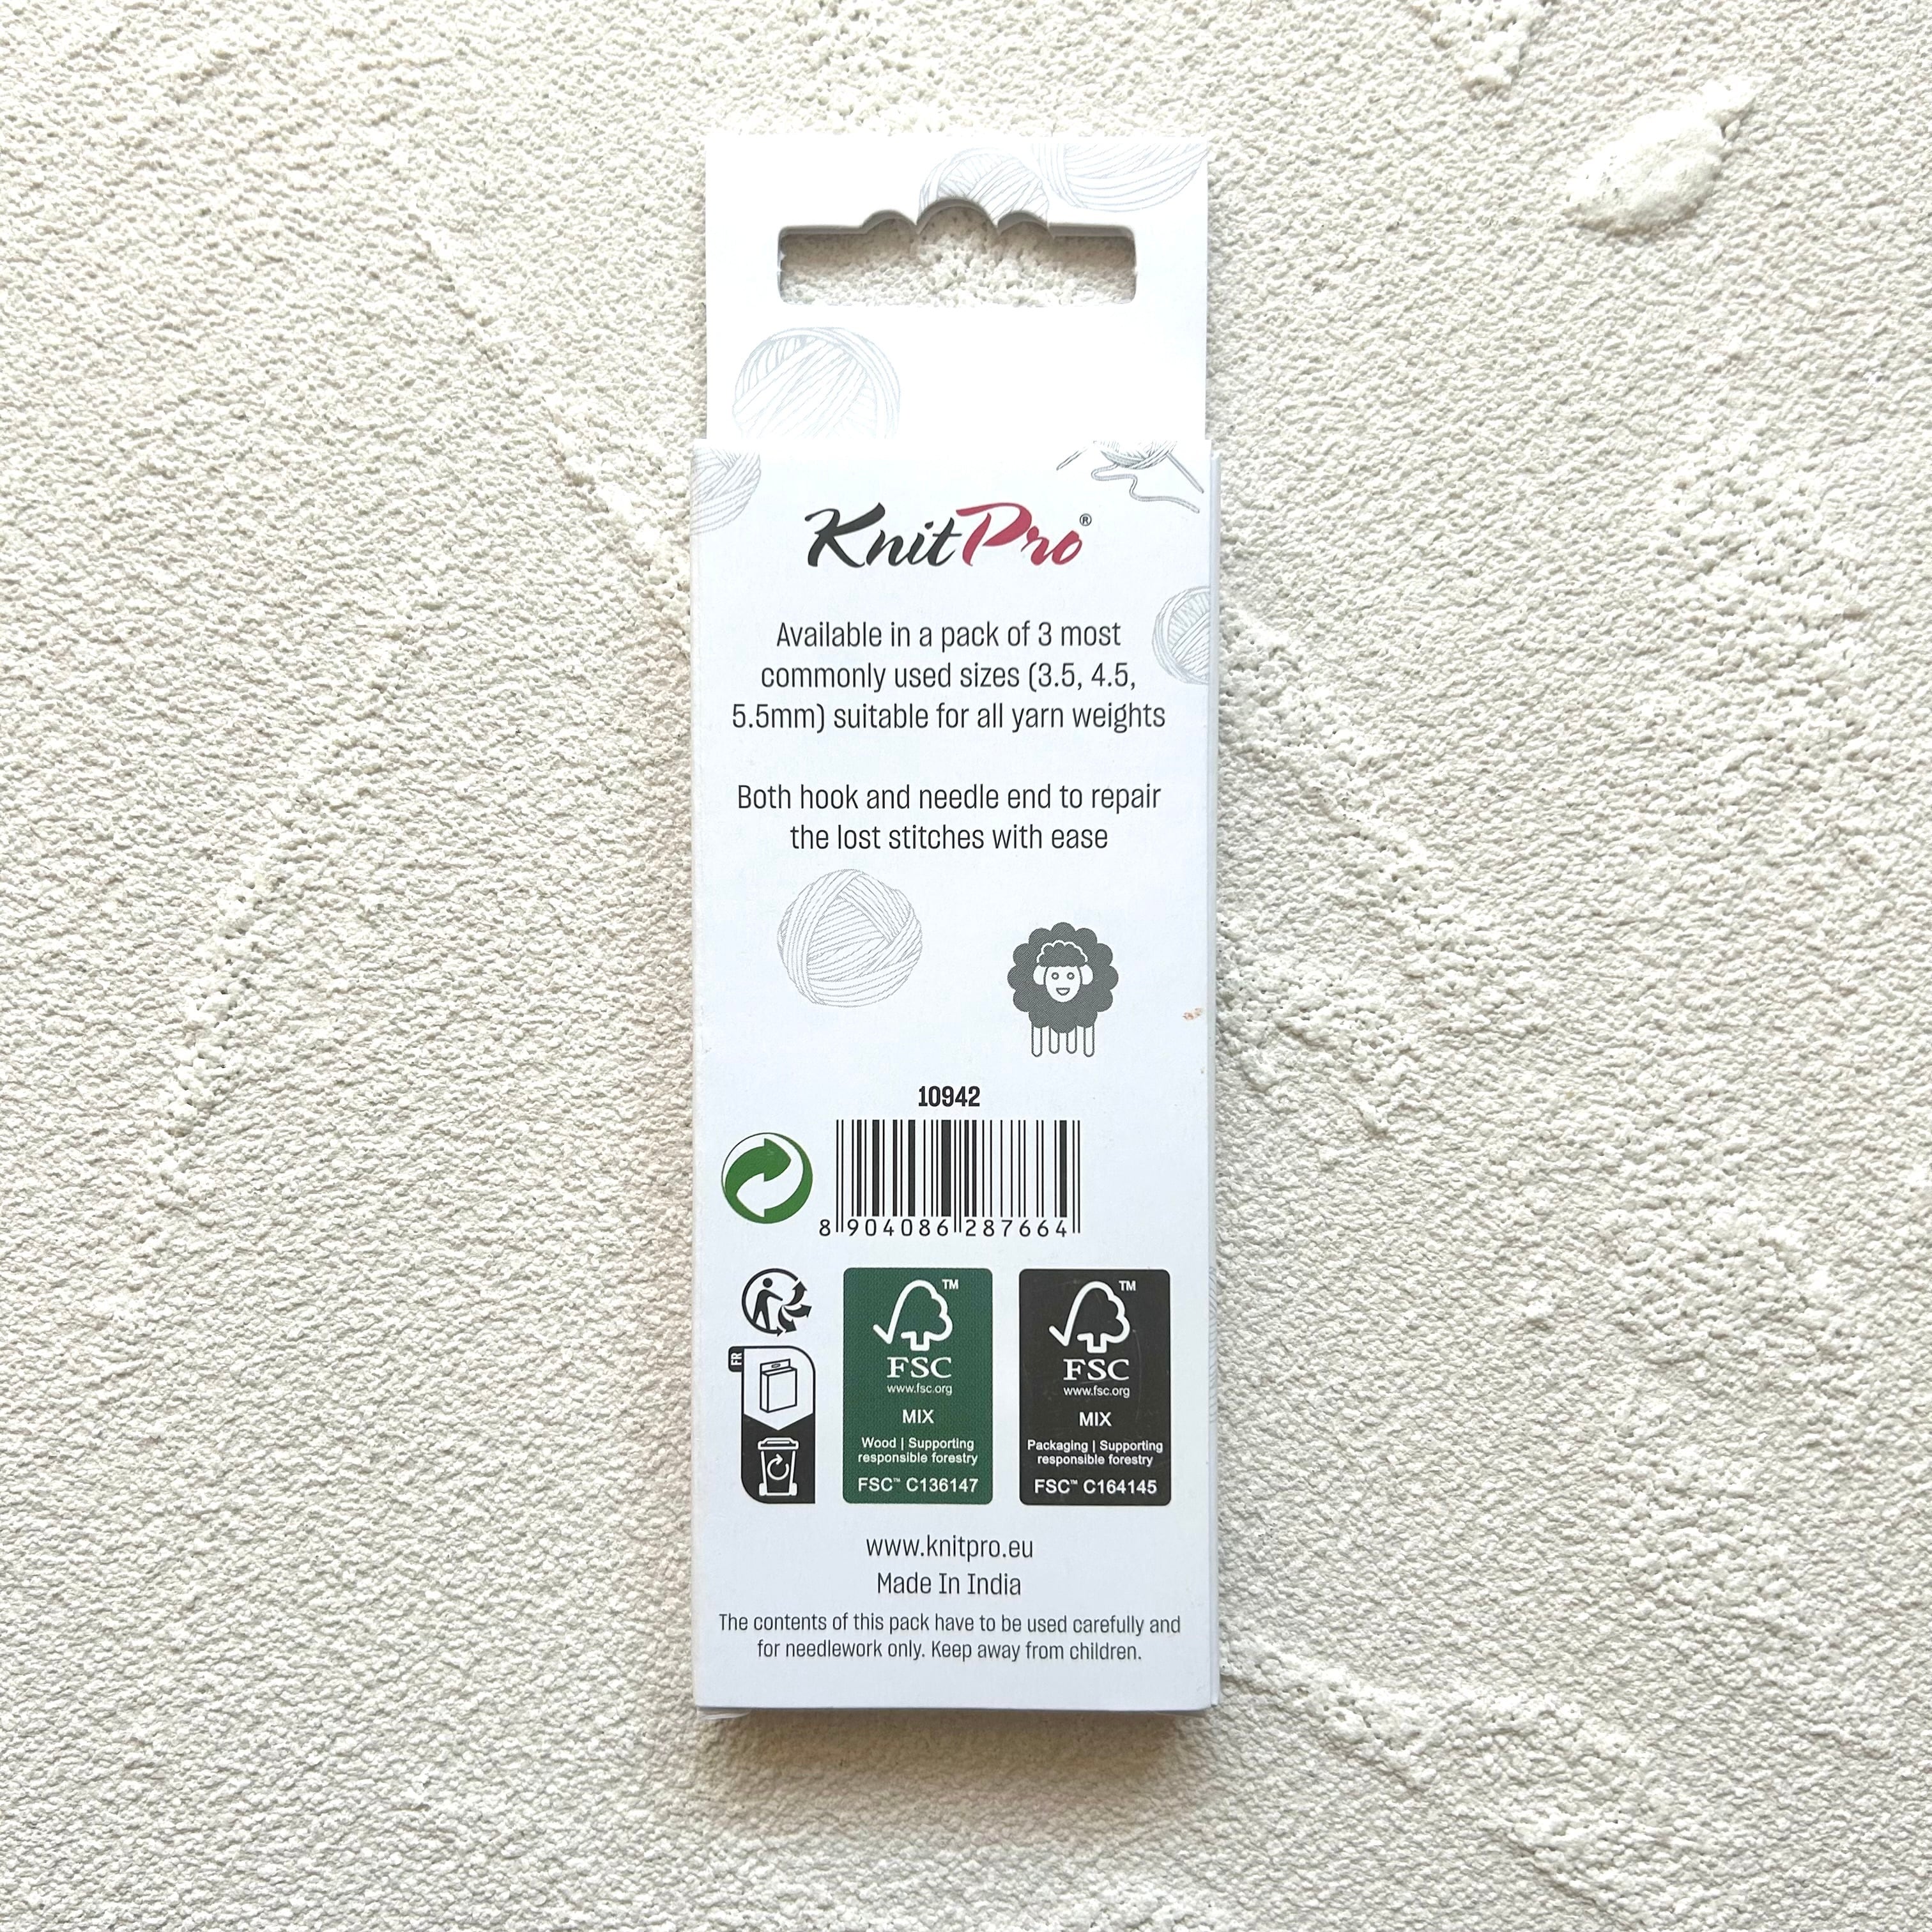 KnitPro®
Available in a pack of 3 most
commonly used sizes (3.5, 4.5,
5.5mm) suitable for all yarn weights
Both hook and needle end to repair
the lost stitches with ease
10942
8 904086 287664
FR
TM
FSC
www.fsc.org
MIX
Wood | Supporting
responsible forestry
FSC™ C136147
TM
FSC
www.fsc.org
MIX
Packaging | Supporting
responsible forestry
FSC™ C164145
www.knitpro.eu
Made In India
The contents of this pack have to be used carefully and
for needlework only. Keep away from children.